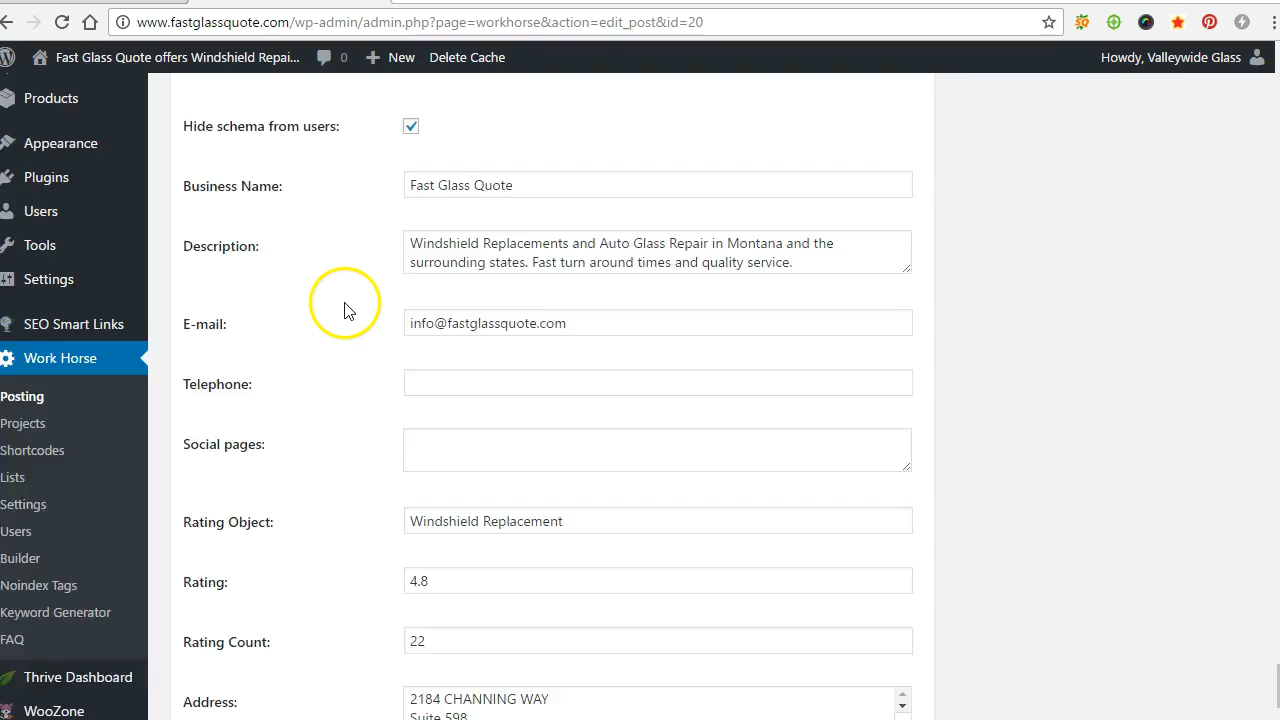 www.fastglassquote.com/wp-admin/admin.php?page=workhorse&action=edit_post&id=20
Fast Glass Quote offers Windshield Repai...
0
New
Delete Cache
Howdy, Valleywide Glass
Products
Appearance
Plugins
Users
Tools
Settings
SEO Smart Links
Work Horse
Posting
Projects
Shortcodes
Lists
Settings
Users
Builder
Noindex Tags
Keyword Generator
FAQ
Thrive Dashboard
WooZone
Hide schema from users:
Business Name:
Fast Glass Quote
Description:
Windshield Replacements and Auto Glass Repair in Montana and the
surrounding states. Fast turn around times and quality service.
E-mail:
info@fastglassquote.com
Telephone:
Social pages:
Rating Object:
Windshield Replacement
Rating:
4.8
Rating Count:
22
Address:
2184 CHANNING WAY
Suite 598